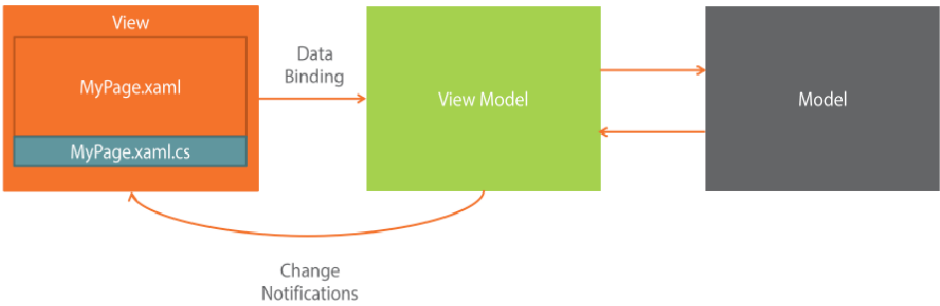 View
MyPage.xaml
MyPage.xaml.cs
Data
Binding
View Model
Model
Change
Notifications